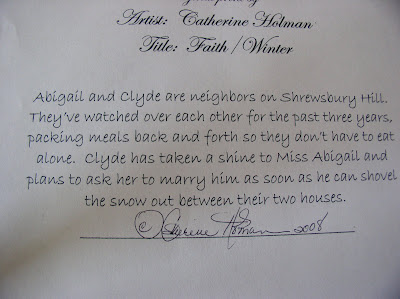 Artist: Catherine Holman
Title: Faith/Winter
Abigail and Clyde are neighbors on Shrewsbury Hill.
They've watched over each other for the past three years,
packing meals back and forth so they don't have to eat
alone. Clyde has taken a shine to Miss Abigail and
plans to ask her to marry him as soon as he can shovel
the snow out between their two houses.
© Catherine Holman 2008